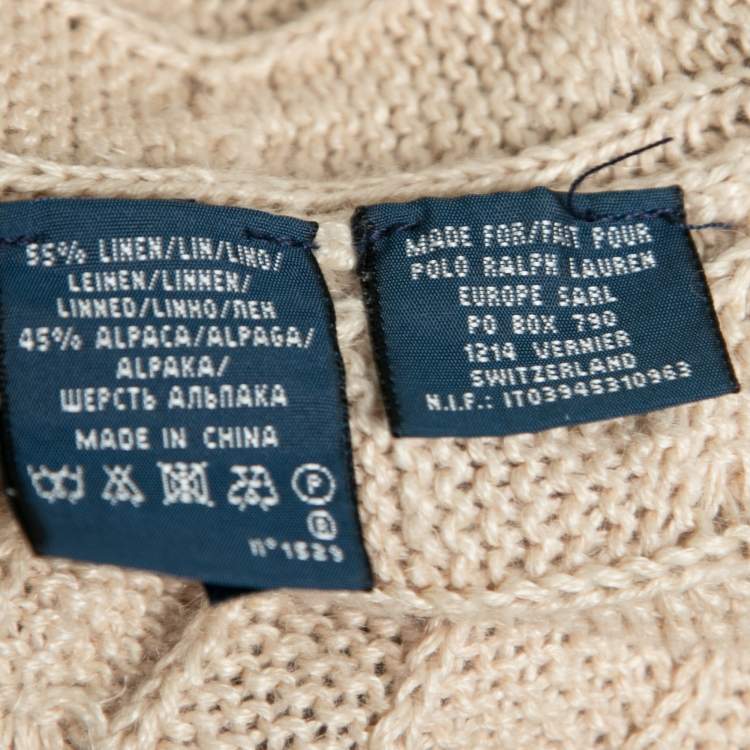 55% LINEN/LIN/LINO/
LEINEN/LINNEN/
LINNED/LINHO/ЛЕН
45% ALPACA/ALPAGA/
ALPAKA/
ШЕРСТЬ АЛЬПАКА
MADE IN CHINA
P
B
n°1529
MADE FOR/FAIT POUR
POLO RALPH LAUREN
EUROPE SARL
PO BOX 790
1214 VERNIER
SWITZERLAND
N.I.F.: IT03945310963